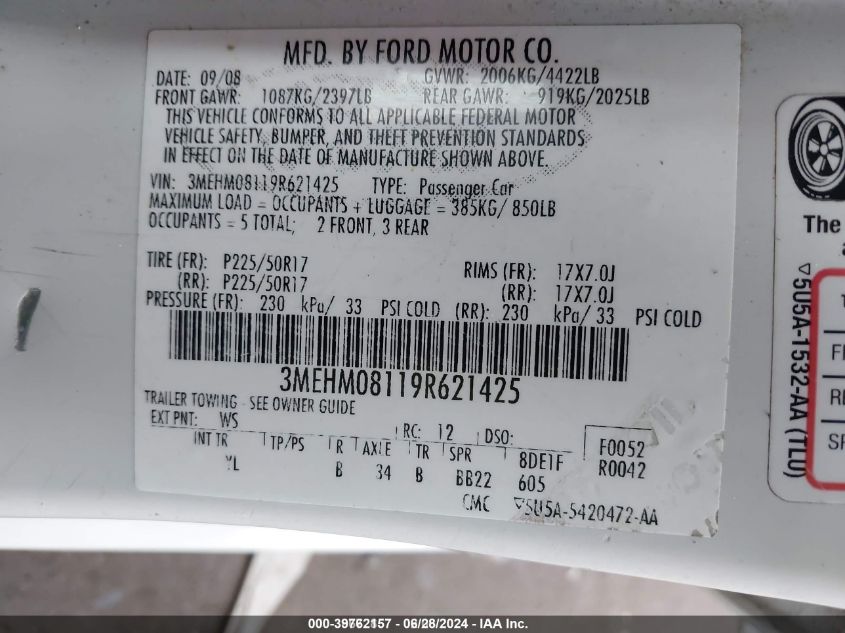 MFD. BY FORD MOTOR CO.
DATE: 09/08 GVWR: 2006KG/4422LB
FRONT GAWR: 1087KG/2397LB REAR GAWR: 919KG/2025LB
THIS VEHICLE CONFORMS TO ALL APPLICABLE FEDERAL MOTOR
VEHICLE SAFETY, BUMPER, AND THEFT PREVENTION STANDARDS
IN EFFECT ON THE DATE OF MANUFACTURE SHOWN ABOVE.
VIN: 3MEHM08119R621425 TYPE: Passenger Car
MAXIMUM LOAD = OCCUPANTS + LUGGAGE = 385KG/ 850LB
OCCUPANTS = 5 TOTAL; 2 FRONT, 3 REAR
TIRE (FR): P225/50R17 RIMS (FR): 17X7.0J
(RR): P225/50R17 (RR): 17X7.0J
PRESSURE (FR): 230 kPa/ 33 PSI COLD (RR): 230 kPa/ 33 PSI COLD
3MEHM08119R621425
TRAILER TOWING - SEE OWNER GUIDE
EXT PNT: WS RC: 12 DSO: F0052
INT TR TP/PS R AXLE TR SPR 8DE1F R0042
YL B 34 B BB22 605
CMC ▽5U5A-5420472-AA
The
▽5U5A-1532-AA (TLU)
000-39762157 - 06/28/2024 - IAA Inc.